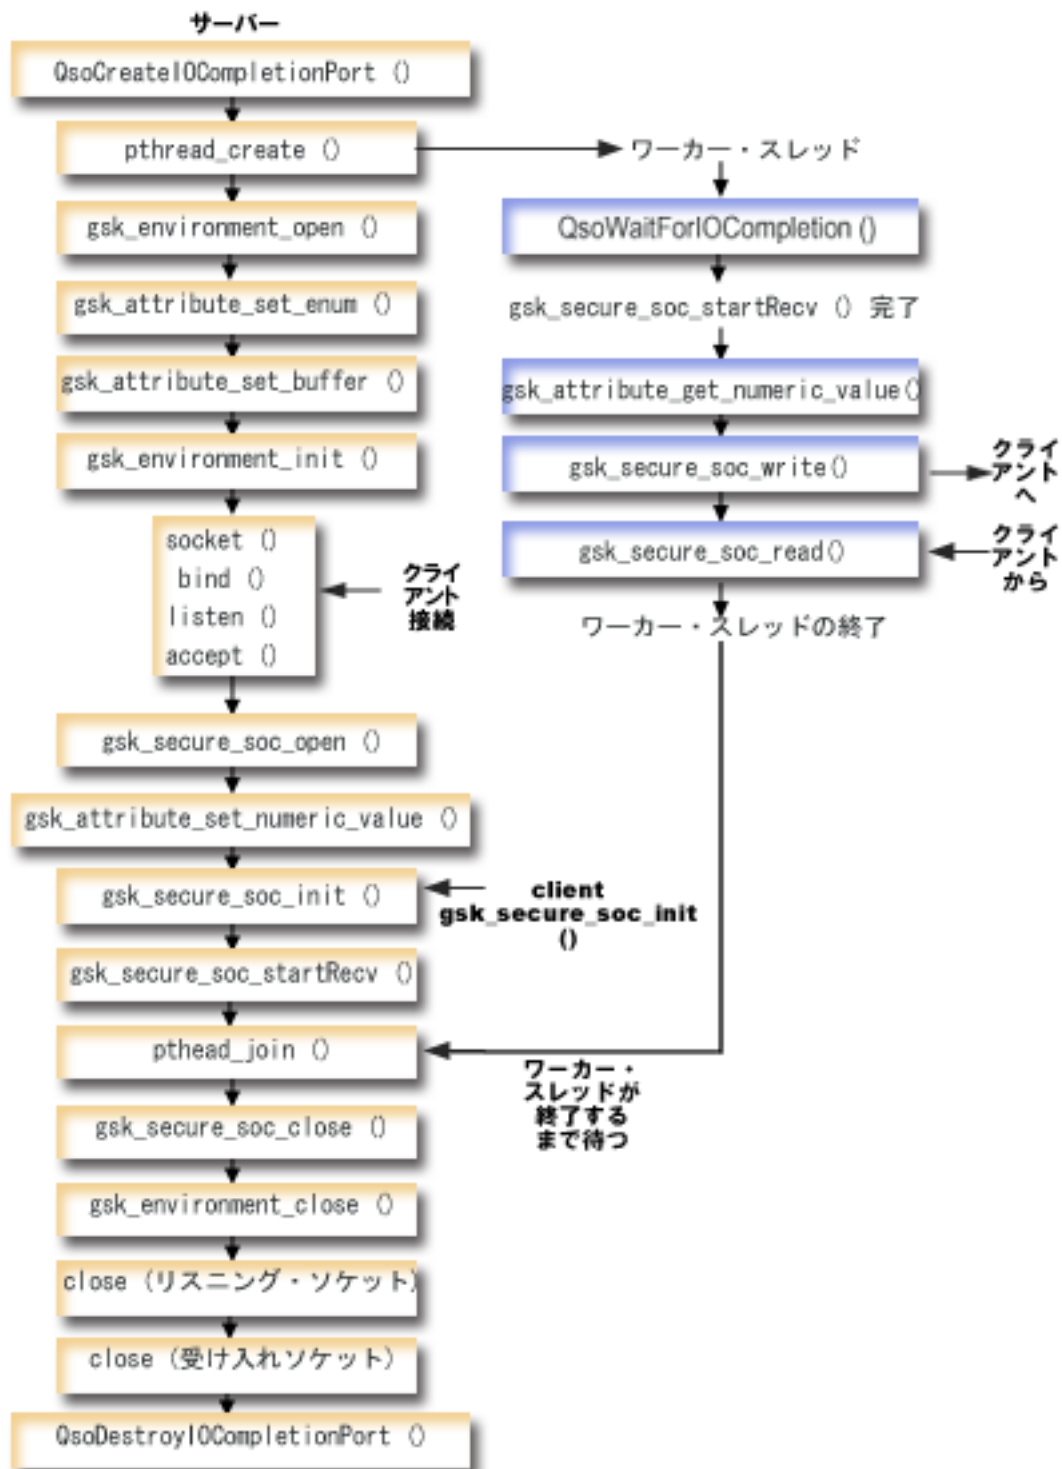 サーバー
QsoCreateIOCompletionPort ()
pthread_create ()
gsk_environment_open ()
gsk_attribute_set_enum ()
gsk_attribute_set_buffer ()
gsk_environment_init ()
socket ()
bind ()
listen ()
accept ()
クライ
アント
接続
gsk_secure_soc_open ()
gsk_attribute_set_numeric_value ()
gsk_secure_soc_init ()
client
gsk_secure_soc_init
()
gsk_secure_soc_startRecv ()
pthead_join ()
gsk_secure_soc_close ()
gsk_environment_close ()
close (リスニング・ソケット)
close (受け入れソケット)
QsoDestroyIOCompletionPort ()
ワーカー・スレッド
QsoWaitForIOCompletion ()
gsk_secure_soc_startRecv () 完了
gsk_attribute_get_numeric_value()
gsk_secure_soc_write()
クライ
アント
へ
gsk_secure_soc_read()
クライ
アント
から
ワーカー・スレッドの終了
ワーカー・
スレッドが
終了する
まで待つ